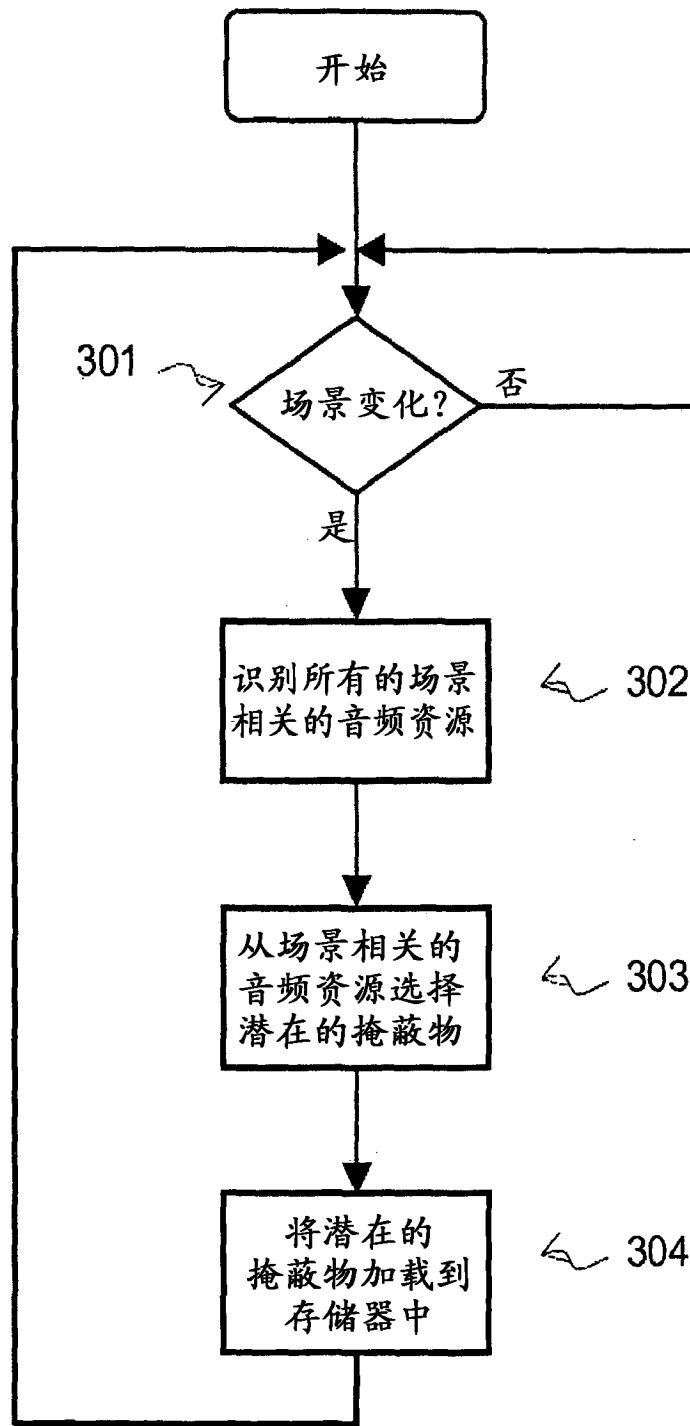 开始
301
场景变化?
否
是
识别所有的场景
相关的音频资源
302
从场景相关的
音频资源选择
潜在的掩蔽物
303
将潜在的
掩蔽物加载到
存储器中
304